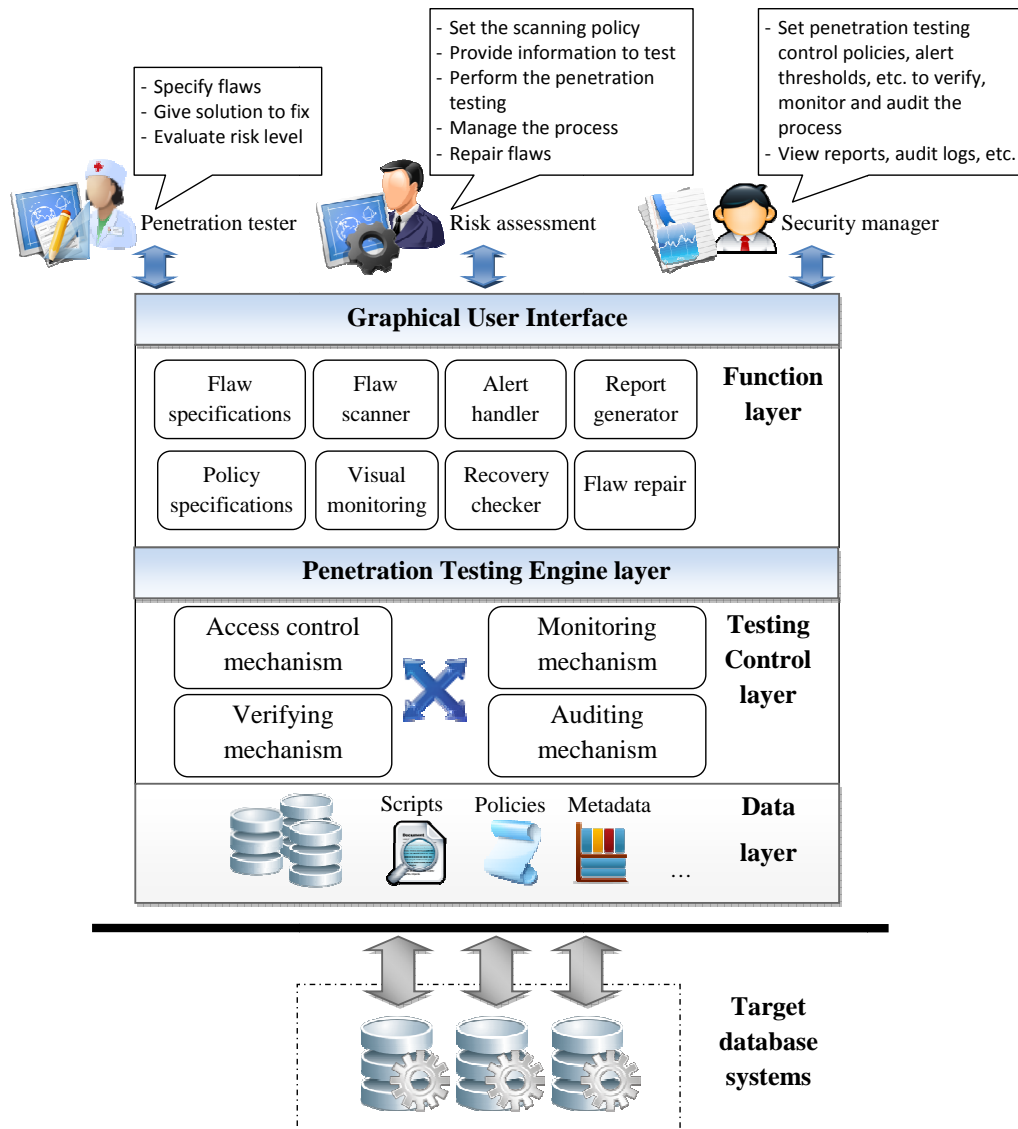 - Specify flaws
- Give solution to fix
- Evaluate risk level
Penetration tester
- Set the scanning policy
- Provide information to test
- Perform the penetration
testing
- Manage the process
- Repair flaws
Risk assessment
- Set penetration testing
control policies, alert
thresholds, etc. to verify,
monitor and audit the
process
- View reports, audit logs, etc.
Security manager
Graphical User Interface
Function
layer
Flaw
specifications
Flaw
scanner
Alert
handler
Report
generator
Policy
specifications
Visual
monitoring
Recovery
checker
Flaw repair
Penetration Testing Engine layer
Testing
Control
layer
Access control
mechanism
Monitoring
mechanism
Verifying
mechanism
Auditing
mechanism
Scripts
Policies
Metadata
Data
layer
Document
...
Target
database
systems